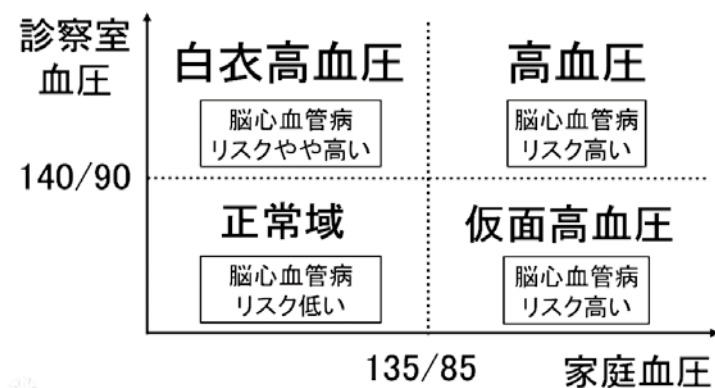 診察室
血圧
白衣高血圧
高血圧
脳心血管病
リスクやや高い
脳心血管病
リスク高い
140/90
正常域
仮面高血圧
脳心血管病
リスク低い
脳心血管病
リスク高い
135/85
家庭血圧